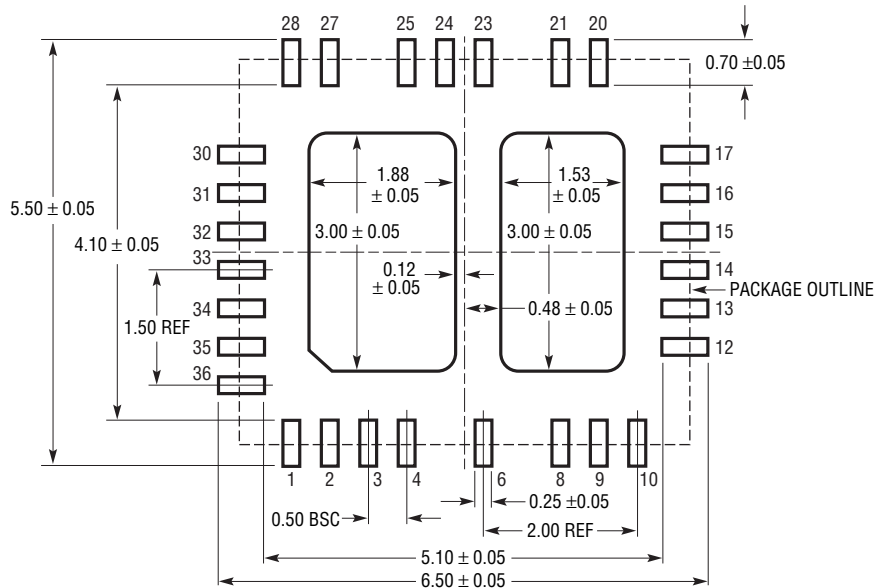 28 27 25 24 23 21 20
0.70 ±0.05
30
31
32
33
34
35
36
17
16
15
14
13
12
1.88
± 0.05
1.53
± 0.05
5.50 ± 0.05
4.10 ± 0.05
3.00 ± 0.05
3.00 ± 0.05
0.12
± 0.05
0.48 ± 0.05
PACKAGE OUTLINE
1.50 REF
1 2 3 4 6 8 9 10
0.50 BSC
0.25 ±0.05
2.00 REF
5.10 ± 0.05
6.50 ± 0.05